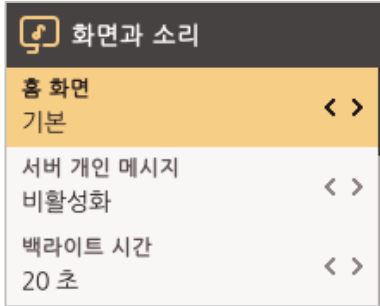 화면과 소리
홈 화면
기본
서버 개인 메시지
비활성화
백라이트 시간
20 초